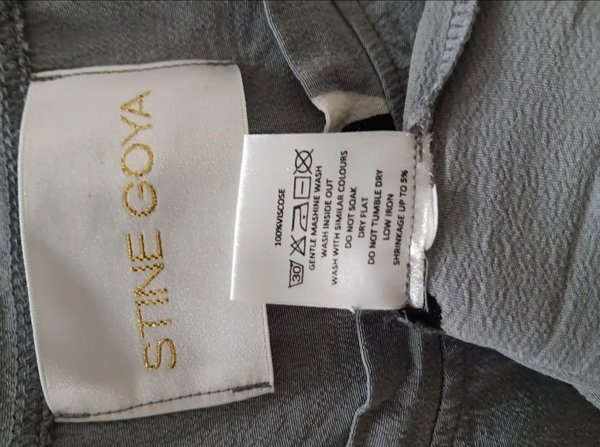 STINE GOYA
100%VISCOSE
30
GENTLE MASHINE WASH
WASH INSIDE OUT
WASH WITH SIMILAR COLOURS
DO NOT SOAK
DRY FLAT
DO NOT TUMBLE DRY
LOW IRON
SHRINKAGE UP TO 5%